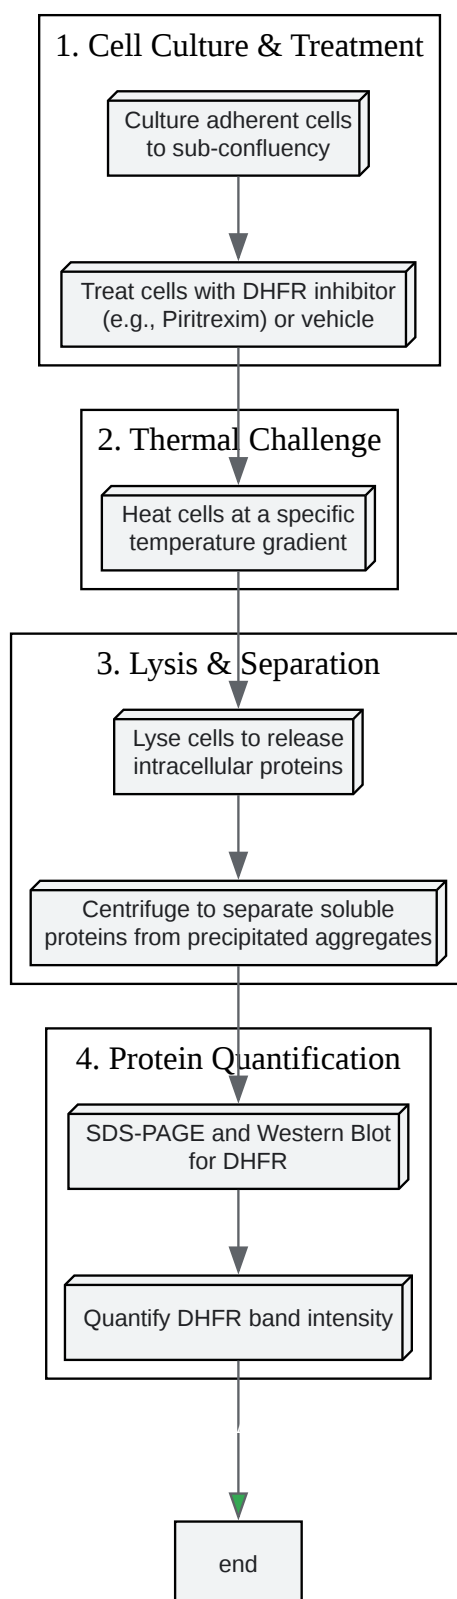 1. Cell Culture & Treatment
Culture adherent cells
to sub-confluency
Treat cells with DHFR inhibitor
(e.g., Piritrexim) or vehicle
2. Thermal Challenge
Heat cells at a specific
temperature gradient
3. Lysis & Separation
Lyse cells to release
intracellular proteins
Centrifuge to separate soluble
proteins from precipitated aggregates
4. Protein Quantification
SDS-PAGE and Western Blot
for DHFR
Quantify DHFR band intensity
end